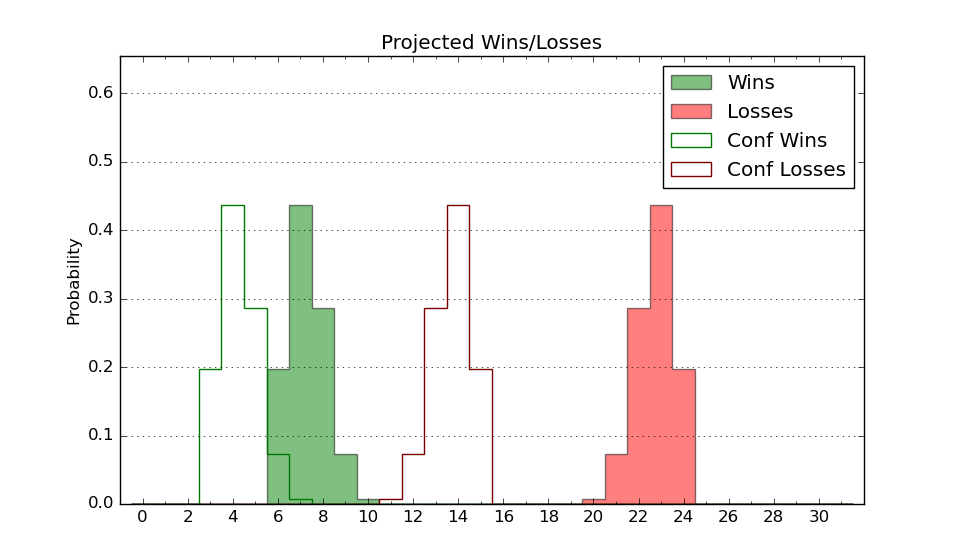 Projected Wins/Losses
Wins
Losses
Conf Wins
Conf Losses
Probability
0.6
0.5
0.4
0.3
0.2
0.1
0.0
0 2 4 6 8 10 12 14 16 18 20 22 24 26 28 30